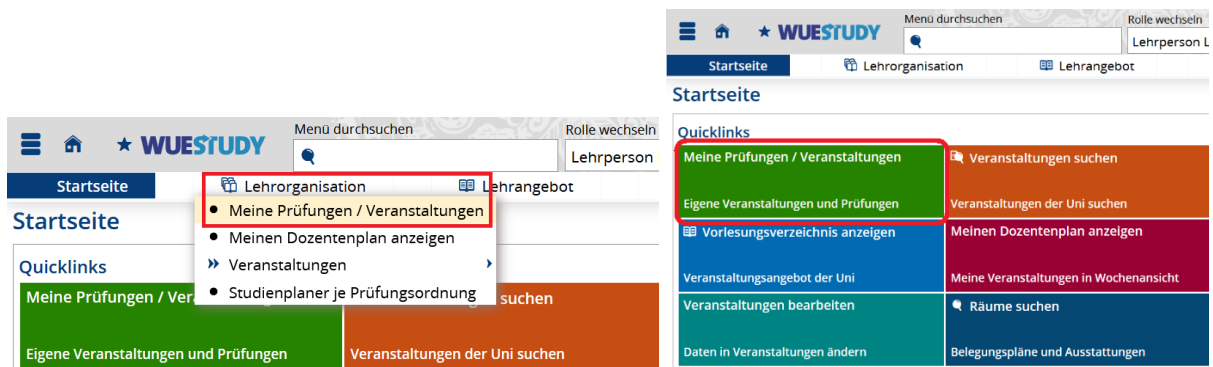 Menü durchsuchen
Rolle wechseln
WUESTUDY
Lehrperson
Startseite
Lehrorganisation
Lehrangebot
Meine Prüfungen / Veranstaltungen
Meinen Dozentenplan anzeigen
Veranstaltungen
Studienplaner je Prüfungsordnung
Startseite
Quicklinks
Meine Prüfungen / Ver
suchen
Eigene Veranstaltungen und Prüfungen
Veranstaltungen der Uni suchen
Menü durchsuchen
Rolle wechseln
WUESTUDY
Lehrperson L
Startseite
Lehrorganisation
Lehrangebot
Startseite
Quicklinks
Meine Prüfungen / Veranstaltungen
Eigene Veranstaltungen und Prüfungen
Veranstaltungen suchen
Veranstaltungen der Uni suchen
Vorlesungsverzeichnis anzeigen
Veranstaltungsangebot der Uni
Meinen Dozentenplan anzeigen
Meine Veranstaltungen in Wochenansicht
Veranstaltungen bearbeiten
Daten in Veranstaltungen ändern
Räume suchen
Belegungspläne und Ausstattungen